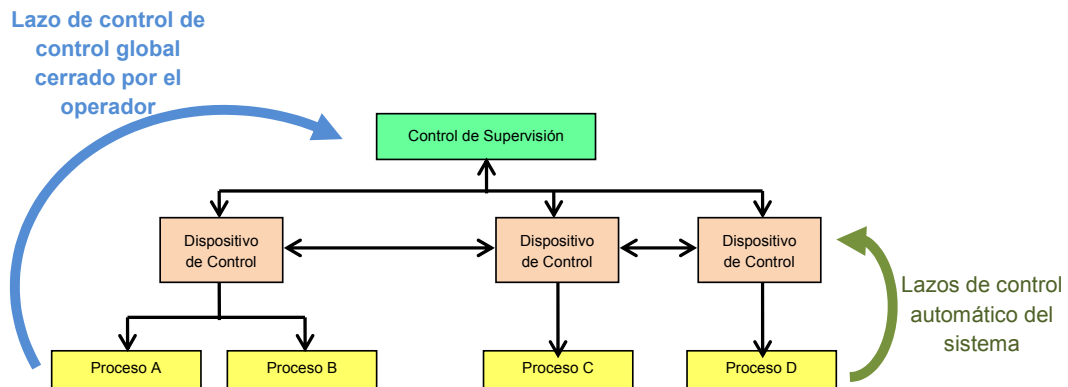 Lazo de control de
control global
cerrado por el
operador
Control de Supervisión
Dispositivo
de Control
Dispositivo
de Control
Dispositivo
de Control
Lazos de control
automático del
sistema
Proceso A
Proceso B
Proceso C
Proceso D